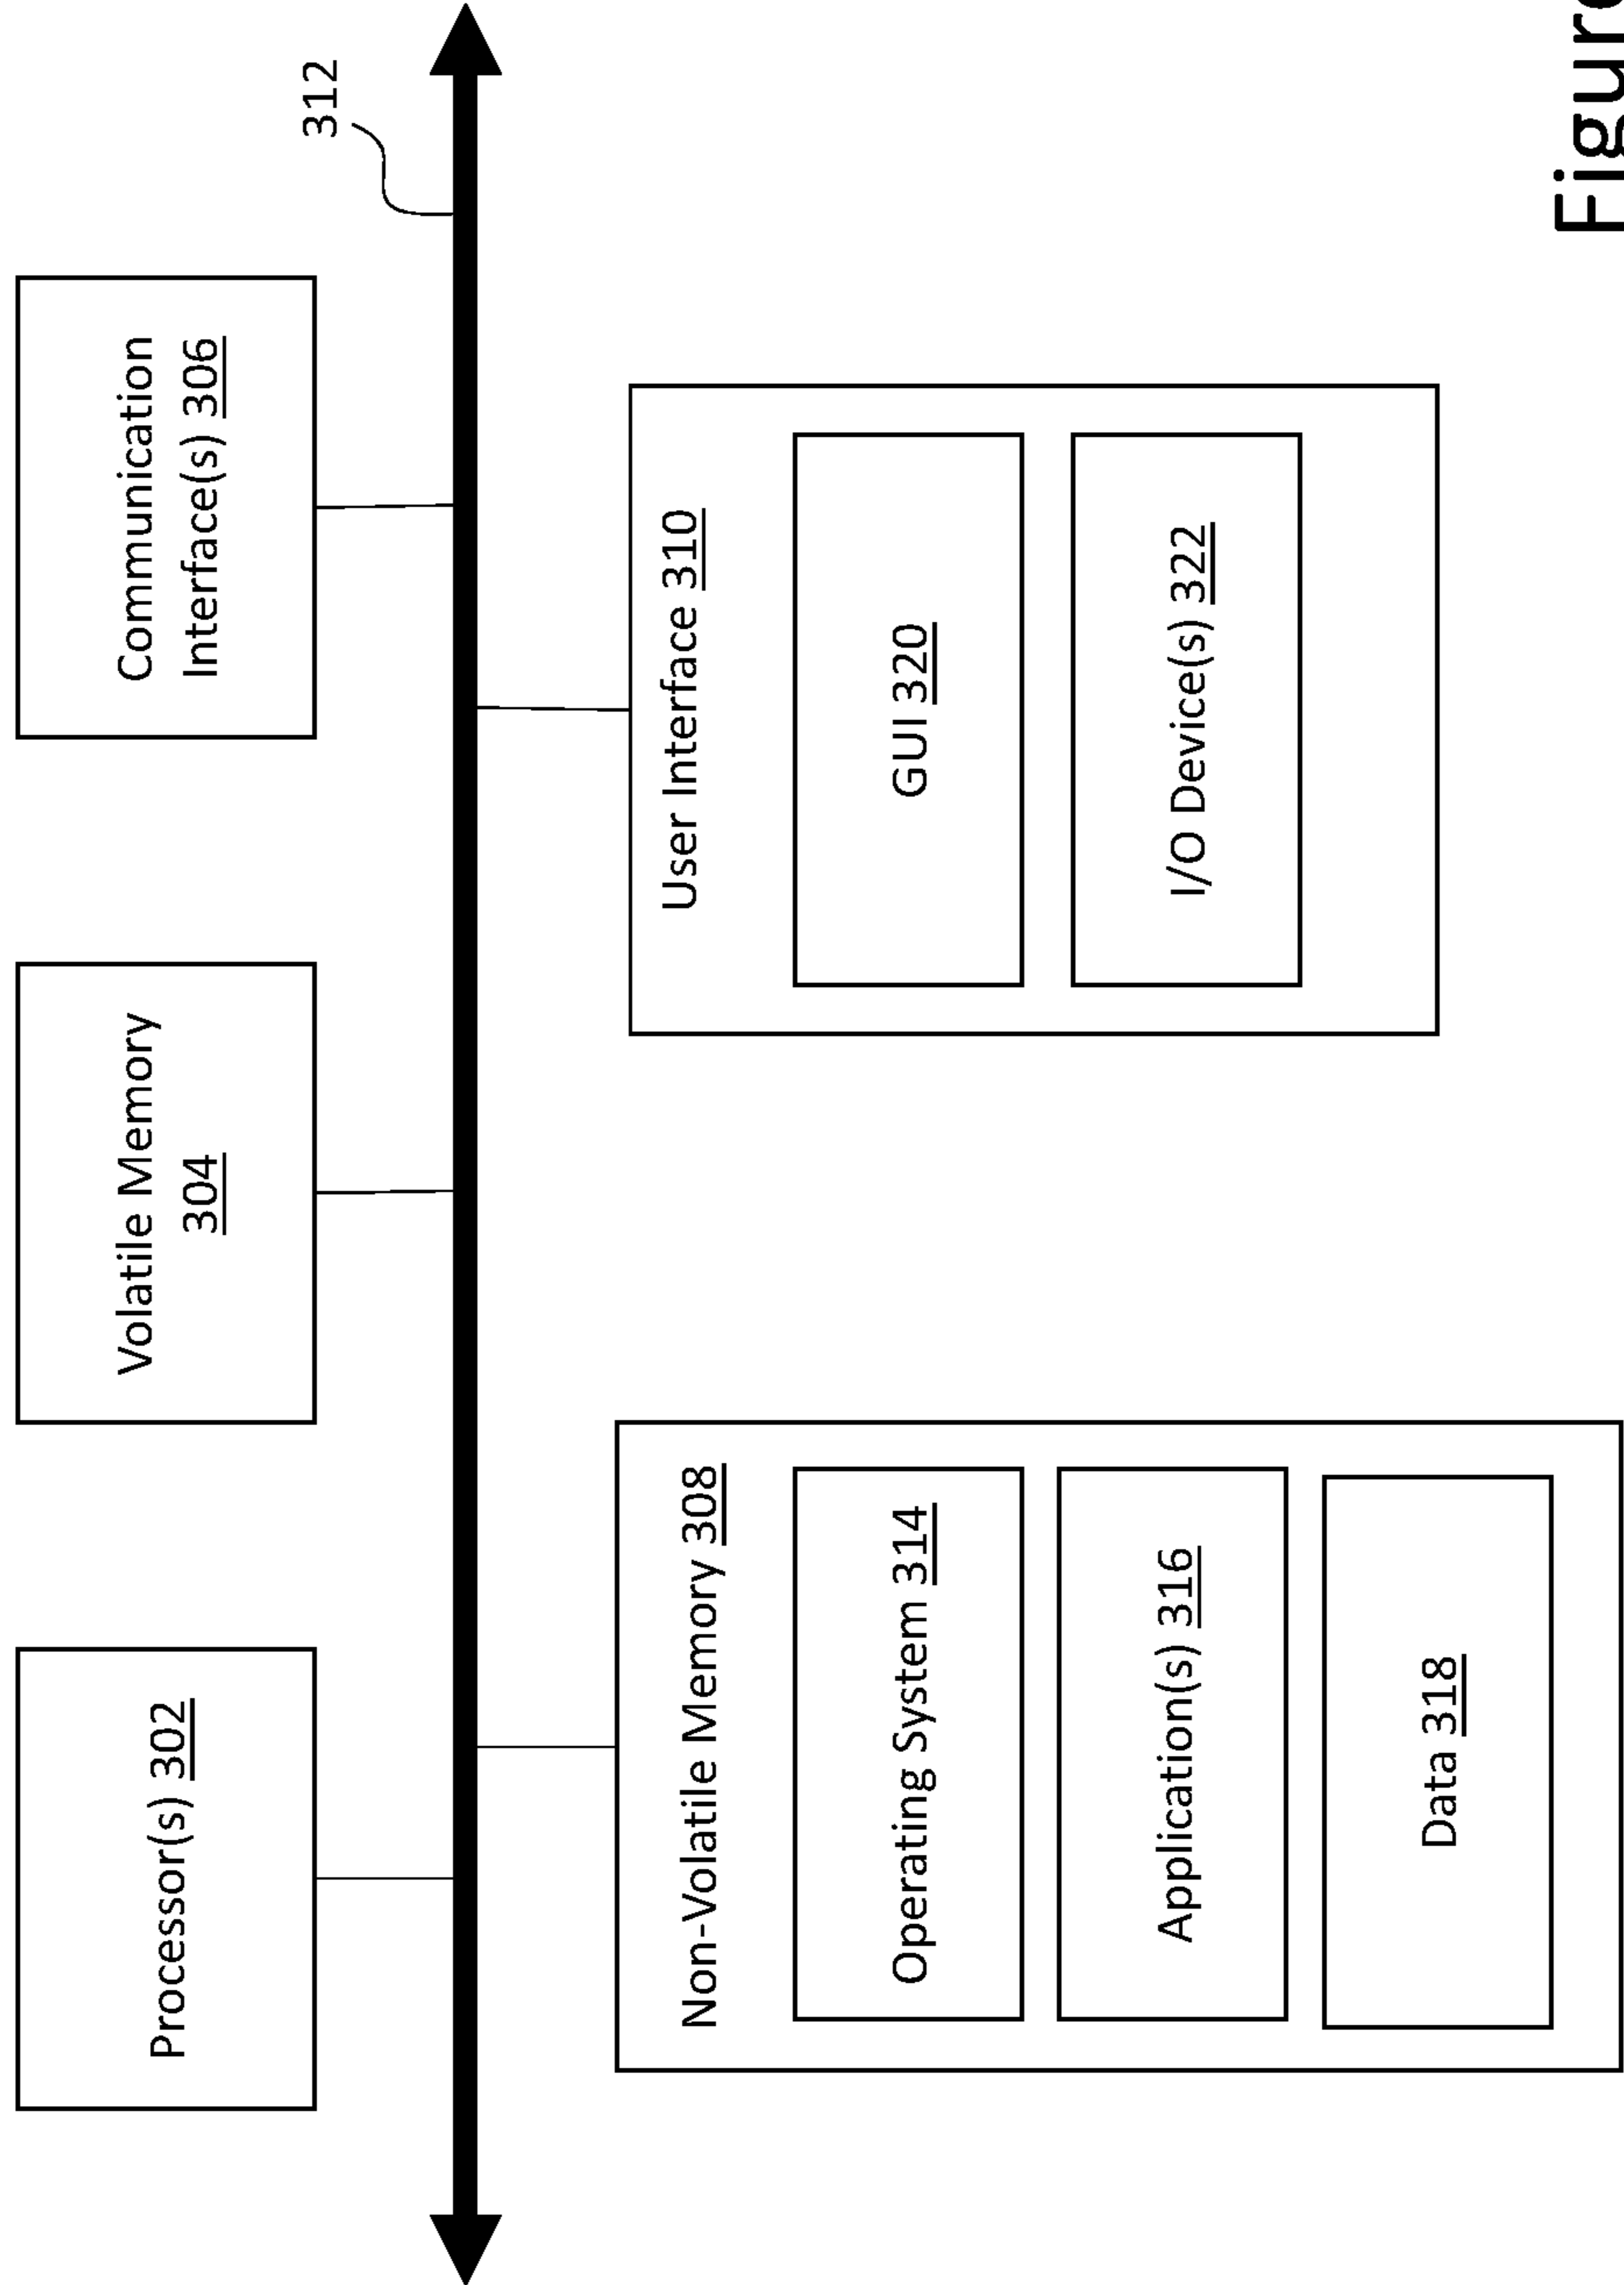 Processor(s) 302
Volatile Memory
304
Communication
Interface(s) 306
312
Non-Volatile Memory 308
Operating System 314
Application(s) 316
Data 318
User Interface 310
GUI 320
I/O Device(s) 322